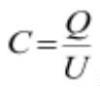 C = Q/U